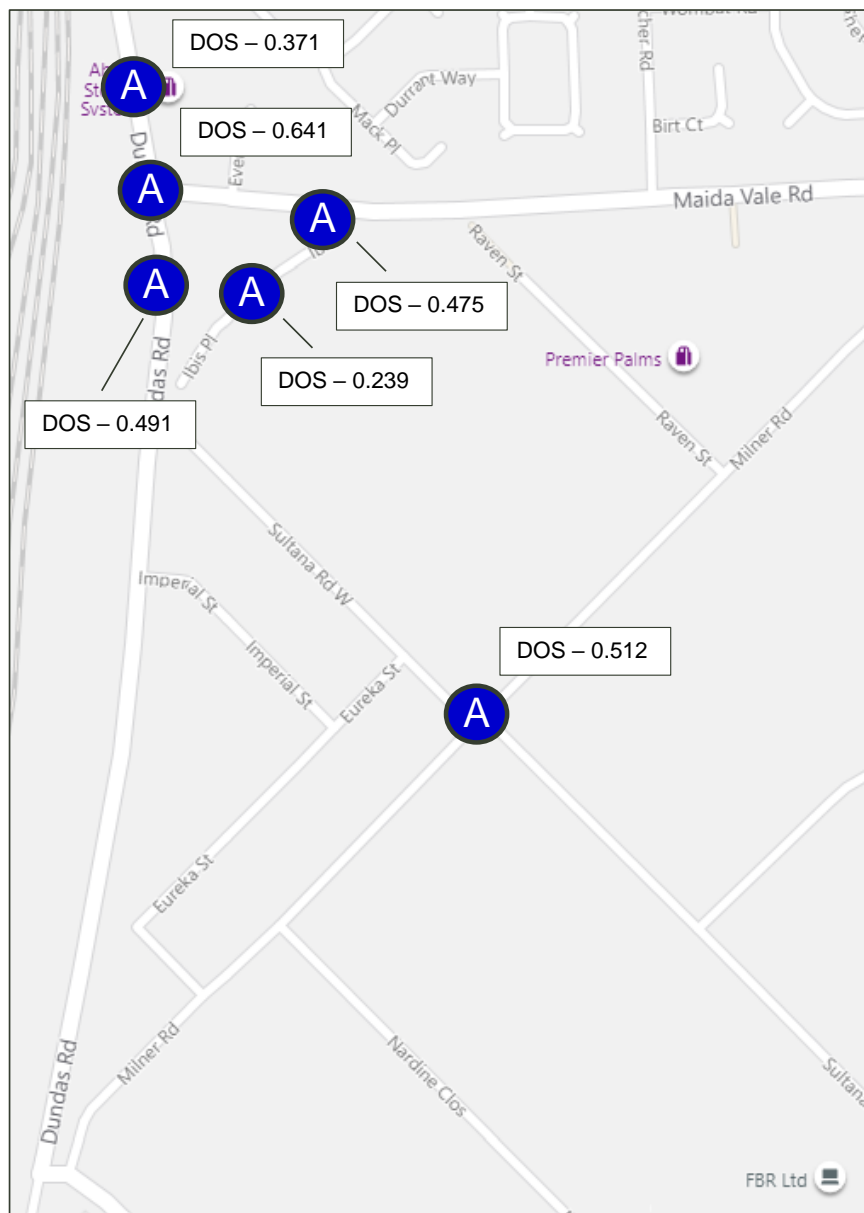 DOS – 0.371
A
DOS – 0.641
Durrant Way
Mack Pl
Birt Ct
A
Maida Vale Rd
A
Raven St
A
A
DOS – 0.475
Ibis Pl
Premier Palms
DOS – 0.239
DOS – 0.491
Raven St
Milner Rd
Sultana Rd W
Imperial St
Imperial St
Eureka St
DOS – 0.512
A
Eureka St
Milner Rd
Nardine Clos
Dundas Rd
Sultana
FBR Ltd